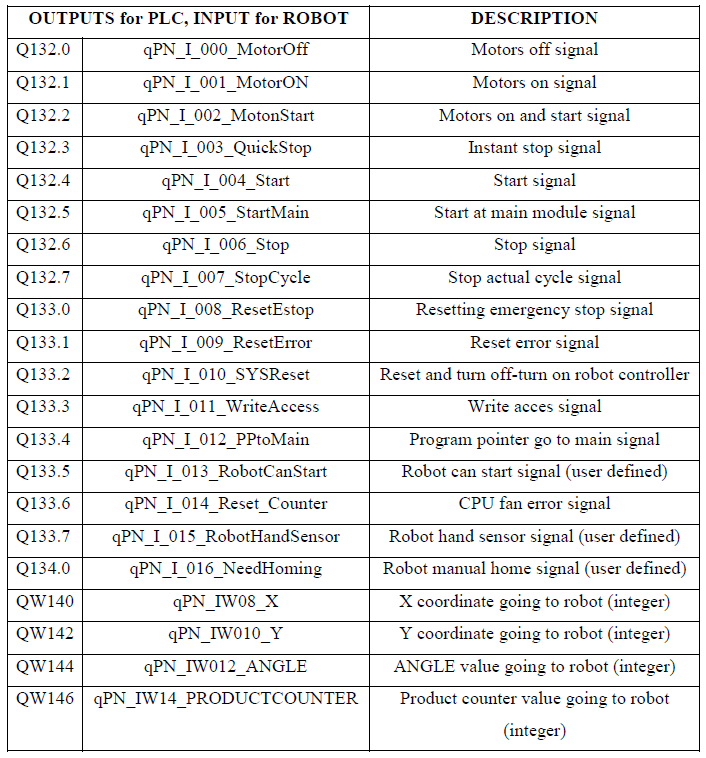 OUTPUTS for PLC, INPUT for ROBOT DESCRIPTION
Q132.0 qPN_I_000_MotorOff Motors off signal
Q132.1 qPN_I_001_MotorON Motors on signal
Q132.2 qPN_I_002_MotonStart Motors on and start signal
Q132.3 qPN_I_003_QuickStop Instant stop signal
Q132.4 qPN_I_004_Start Start signal
Q132.5 qPN_I_005_StartMain Start at main module signal
Q132.6 qPN_I_006_Stop Stop signal
Q132.7 qPN_I_007_StopCycle Stop actual cycle signal
Q133.0 qPN_I_008_ResetEstop Resetting emergency stop signal
Q133.1 qPN_I_009_ResetError Reset error signal
Q133.2 qPN_I_010_SYSReset Reset and turn off-turn on robot controller
Q133.3 qPN_I_011_WriteAccess Write acces signal
Q133.4 qPN_I_012_PPtoMain Program pointer go to main signal
Q133.5 qPN_I_013_RobotCanStart Robot can start signal (user defined)
Q133.6 qPN_I_014_Reset_Counter CPU fan error signal
Q133.7 qPN_I_015_RobotHandSensor Robot hand sensor signal (user defined)
Q134.0 qPN_I_016_NeedHoming Robot manual home signal (user defined)
QW140 qPN_IW08_X X coordinate going to robot (integer)
QW142 qPN_IW010_Y Y coordinate going to robot (integer)
QW144 qPN_IW012_ANGLE ANGLE value going to robot (integer)
QW146 qPN_IW14_PRODUCTCOUNTER Product counter value going to robot
(integer)